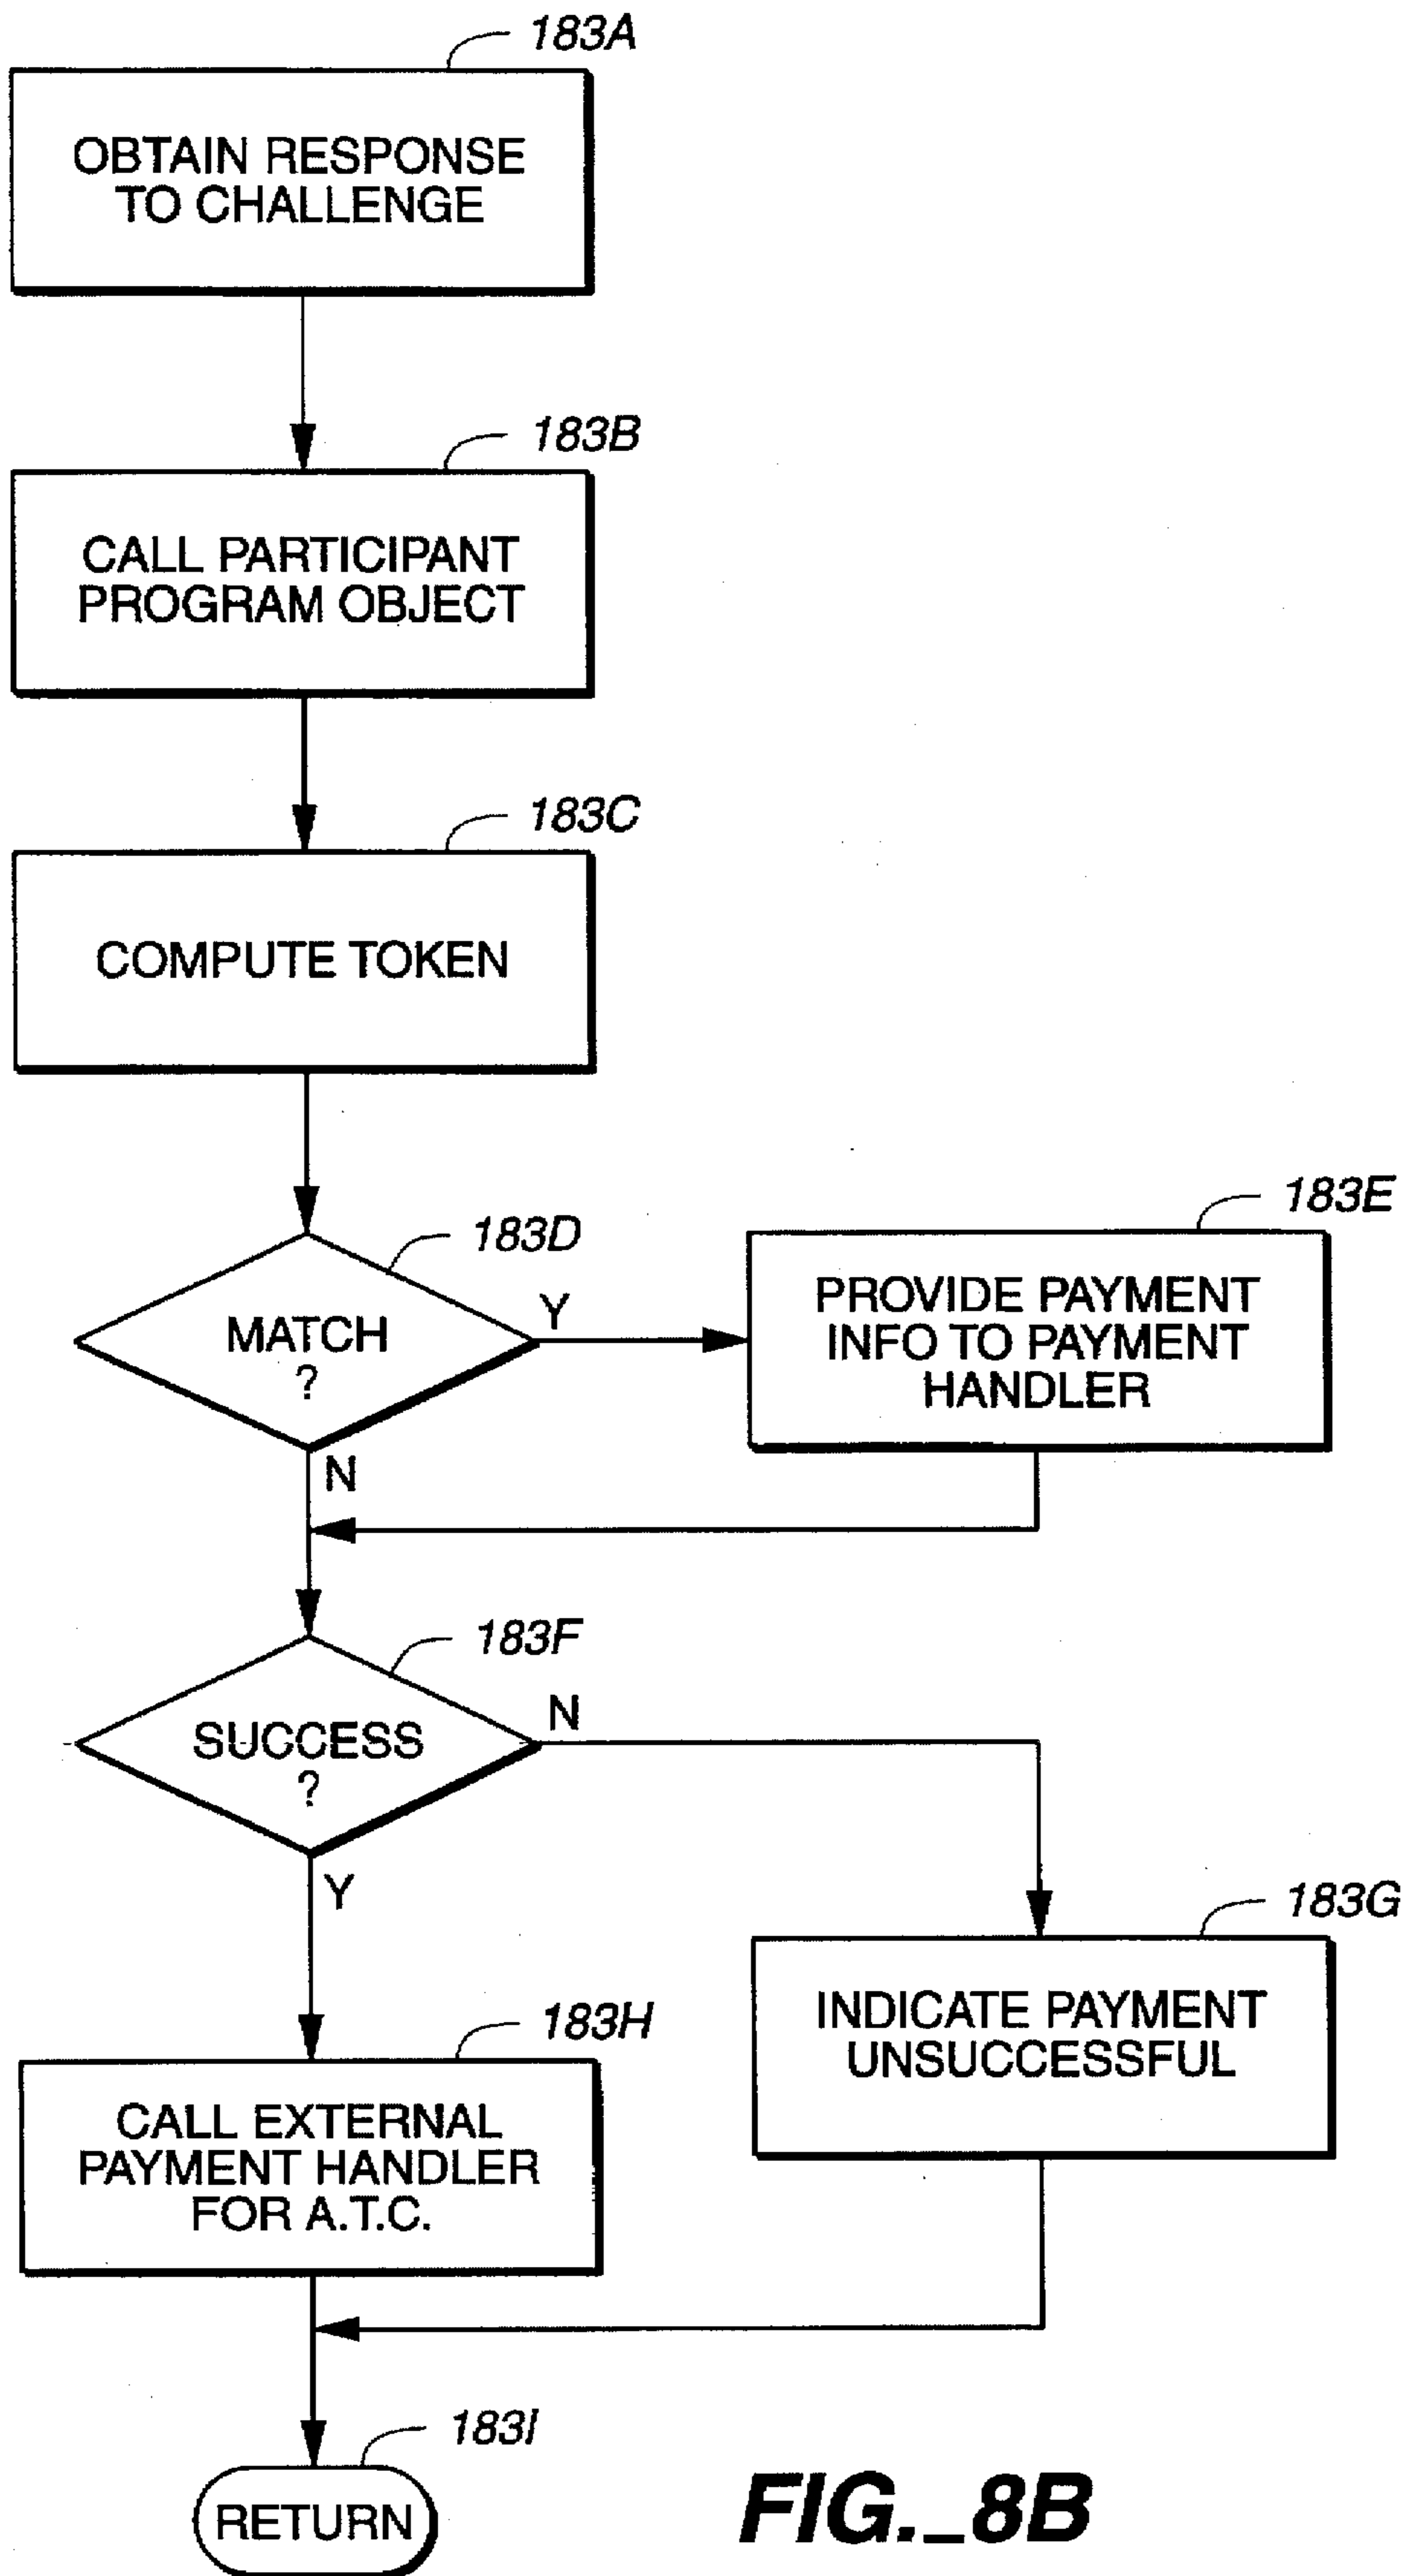 183A
OBTAIN RESPONSE
TO CHALLENGE
183B
CALL PARTICIPANT
PROGRAM OBJECT
183C
COMPUTE TOKEN
183D
MATCH
?
Y
N
183E
PROVIDE PAYMENT
INFO TO PAYMENT
HANDLER
183F
SUCCESS
?
N
Y
183G
INDICATE PAYMENT
UNSUCCESSFUL
183H
CALL EXTERNAL
PAYMENT HANDLER
FOR A.T.C.
183I
RETURN
FIG._8B